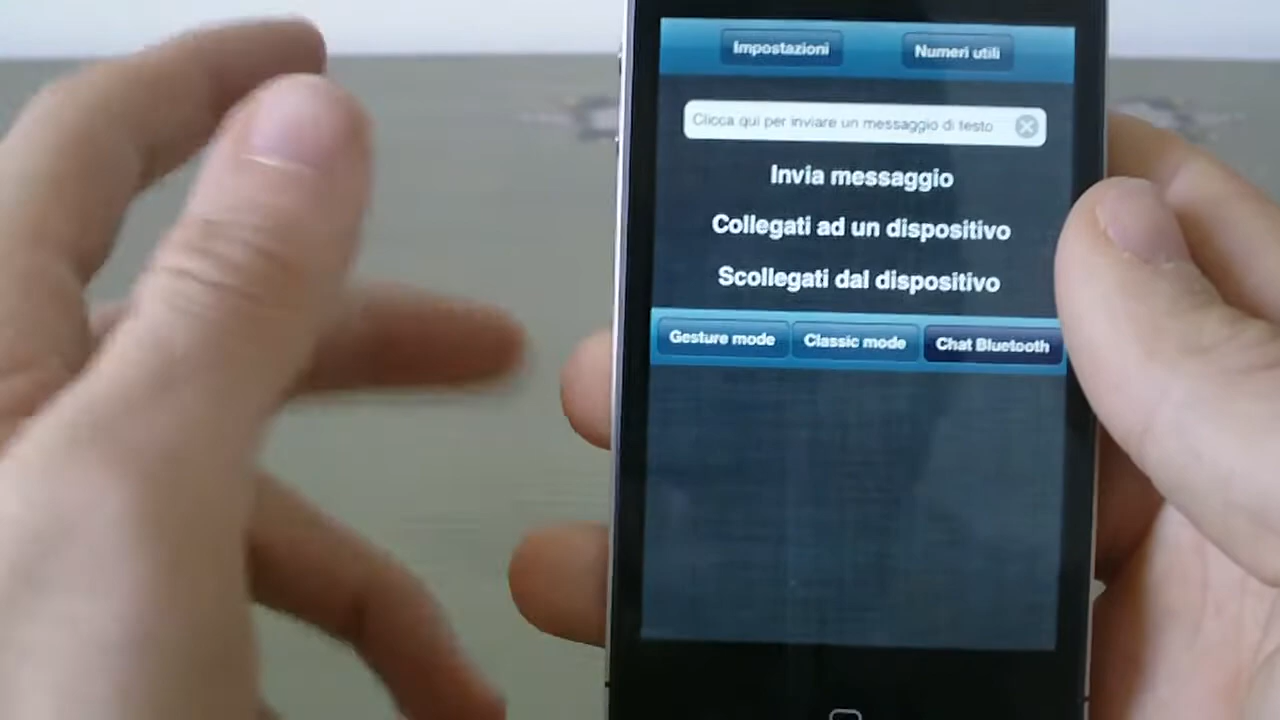 Impostazioni Numeri utili
Clicca qui per inviare un messaggio di testo
Invia messaggio
Collegati ad un dispositivo
Scollegati dal dispositivo
Gesture mode Classic mode Chat Bluetooth